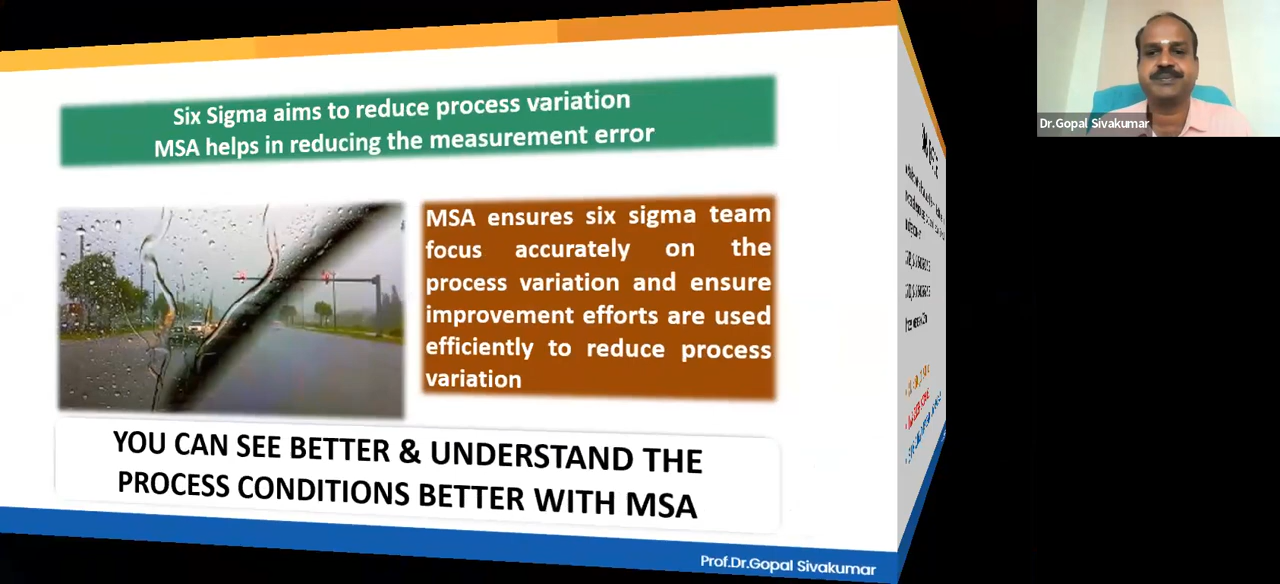 Six Sigma aims to reduce process variation
MSA helps in reducing the measurement error
MSA ensures six sigma team
focus accurately on the
process variation and ensure
improvement efforts are used
efficiently to reduce process
variation
YOU CAN SEE BETTER & UNDERSTAND THE
PROCESS CONDITIONS BETTER WITH MSA
Prof.Dr.Gopal Sivakumar
Dr.Gopal Sivakumar